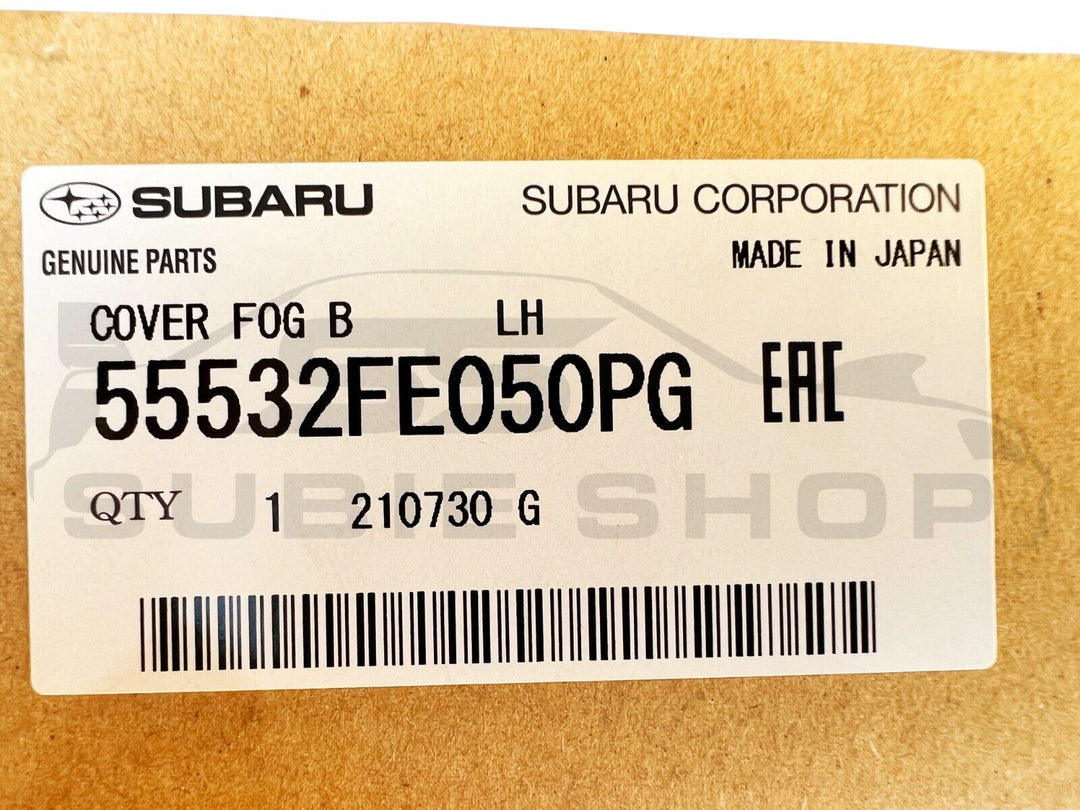 SUBARU SUBARU CORPORATION
GENUINE PARTS MADE IN JAPAN
COVER FOG B LH
55532FE050PG EAC
QTY 1 210730 G
SUBIE SHOP